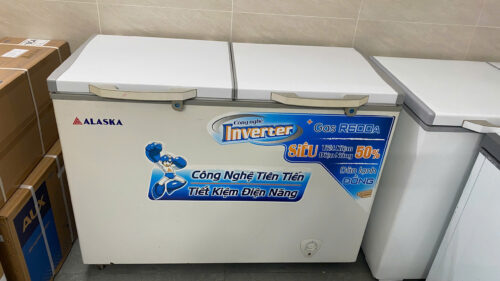 ALASKA
Công nghệ
Inverter
Gas R600A
SIÊU Tiết Kiệm
Điện Năng 50%
Dàn lạnh
ĐỒNG
Công Nghệ Tiên Tiến
Tiết Kiệm Điện Năng
AUX